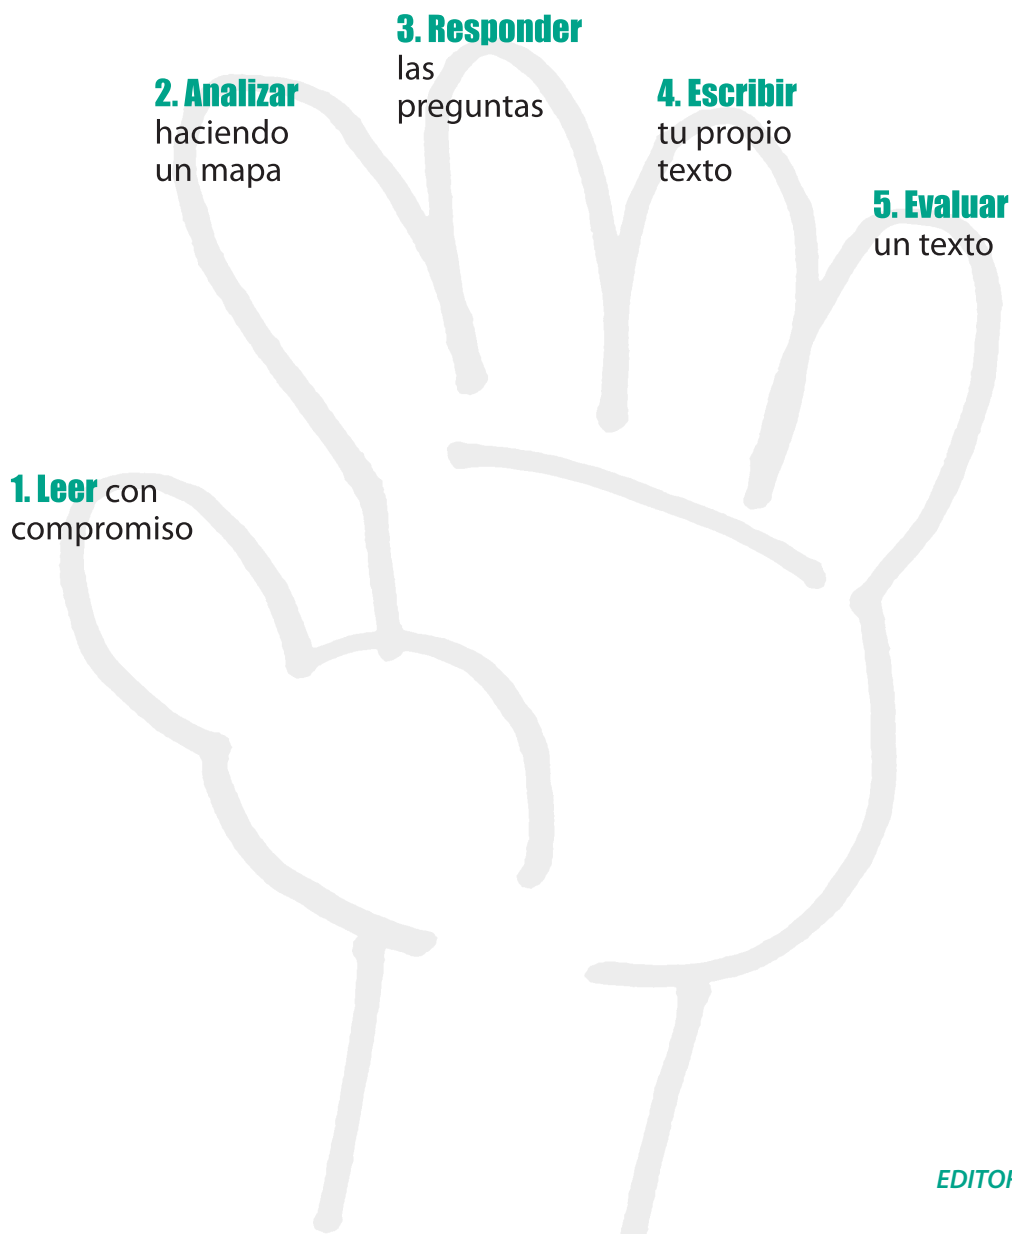 3. Responder
las
preguntas
2. Analizar
haciendo
un mapa
4. Escribir
tu propio
texto
5. Evaluar
un texto
1. Leer con
compromiso